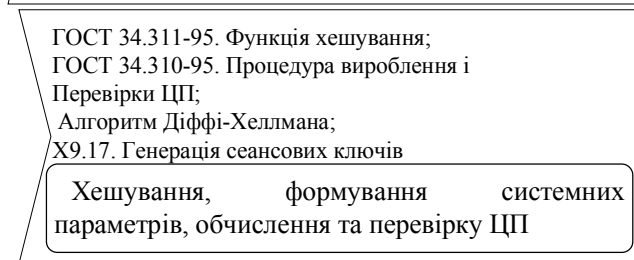 ГОСТ 34.311-95. Функція хешування;
ГОСТ 34.310-95. Процедура вироблення і
Перевірки ЦП;
Алгоритм Діффі-Хеллмана;
X9.17. Генерація сеансових ключів
Хешування, формування системних
параметрів, обчислення та перевірку ЦП